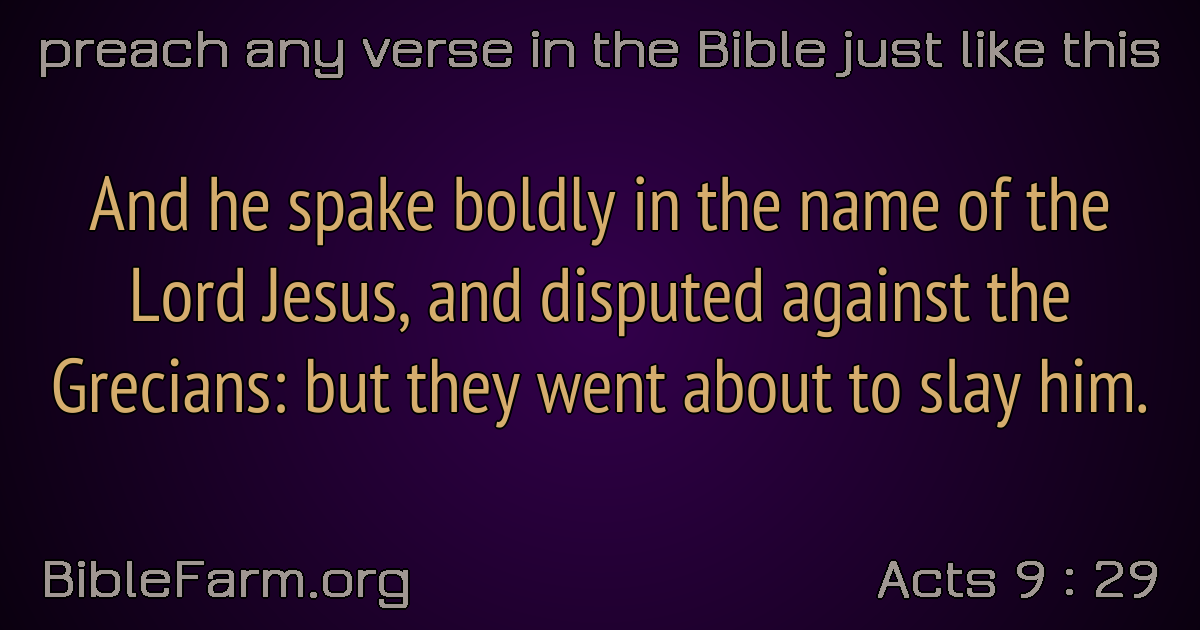 preach any verse in the Bible just like this
And he spake boldly in the name of the
Lord Jesus, and disputed against the
Grecians: but they went about to slay him.
BibleFarm.org
Acts 9 : 29